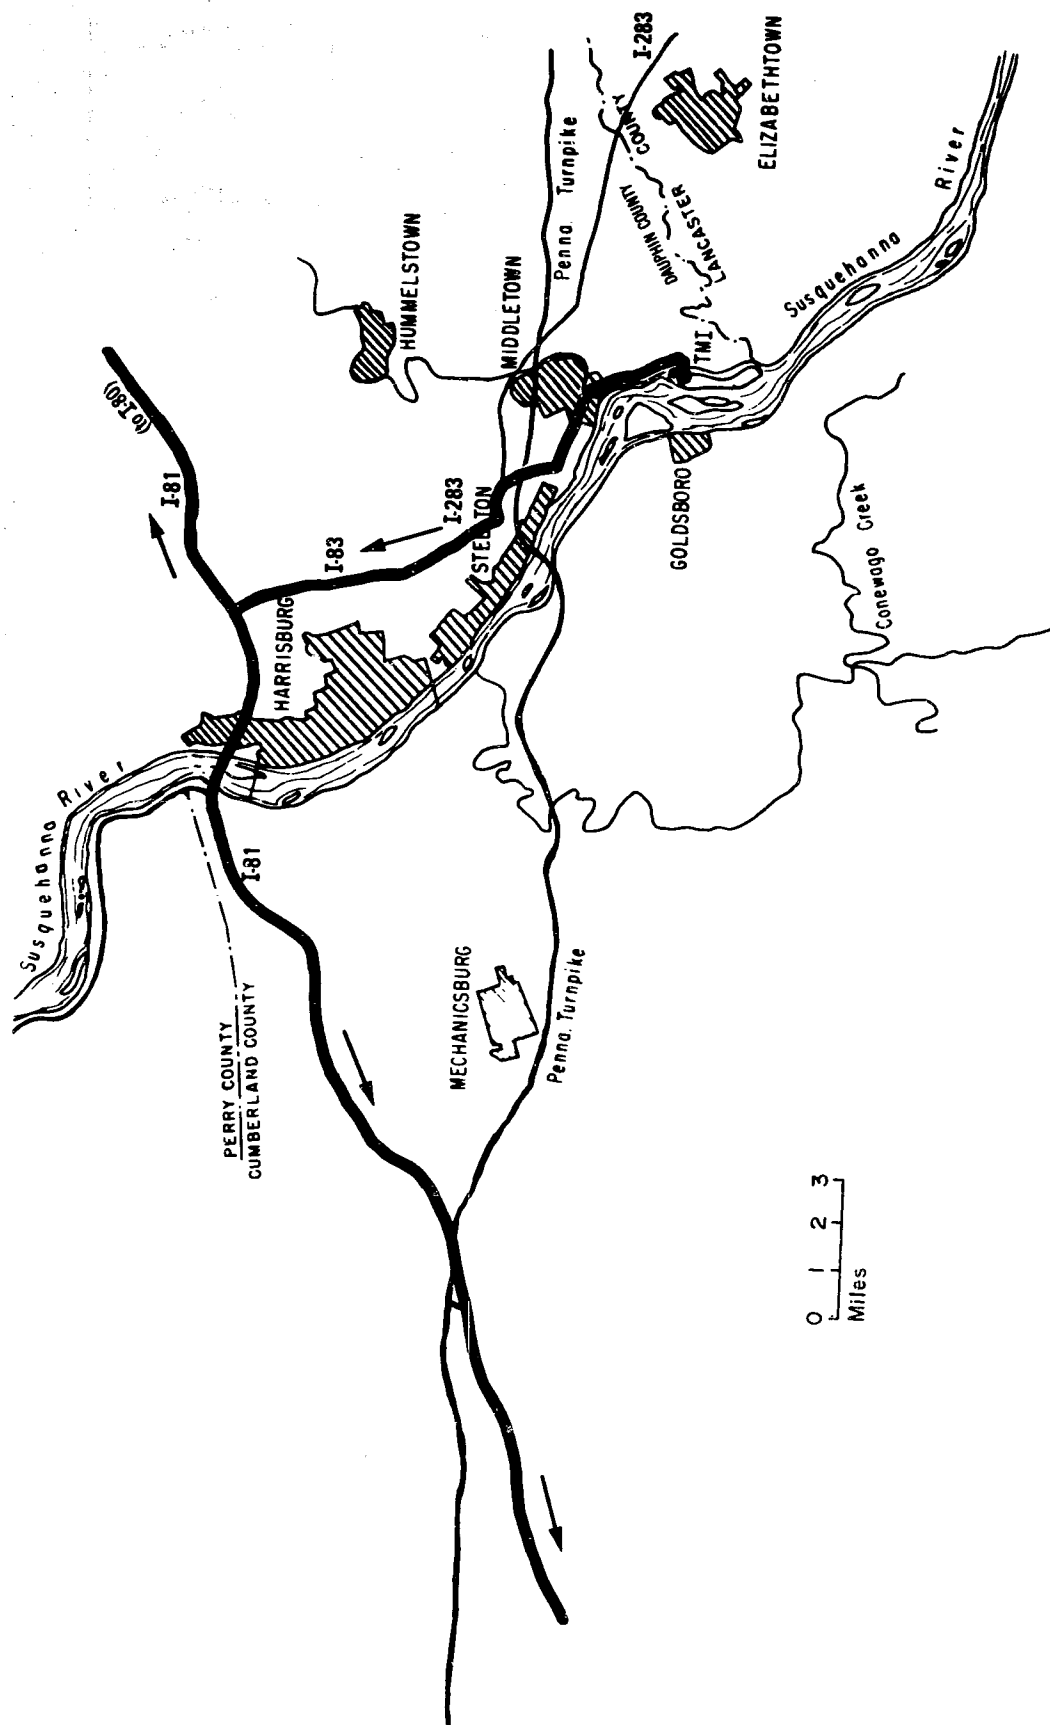 Susquehanna River
PERRY COUNTY
CUMBERLAND COUNTY
I-81
HARRISBURG
I-81
(to I-80)
I-83
I-283
STEELTON
HUMMELSTOWN
MIDDLETOWN
Penna. Turnpike
I-283
DAUPHIN COUNTY
LANCASTER COUNTY
ELIZABETHTOWN
TMI
GOLDSBORO
Susquehanna River
Conewago Creek
MECHANICSBURG
Penna. Turnpike
0 1 2 3
Miles